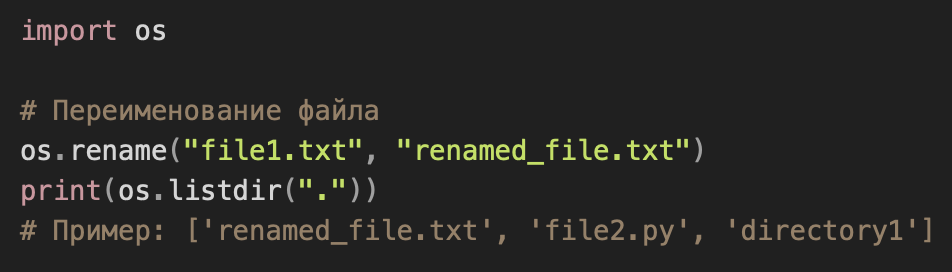 import os
# Переименование файла
os.rename("file1.txt", "renamed_file.txt")
print(os.listdir("."))
# Пример: ['renamed_file.txt', 'file2.py', 'directory1']